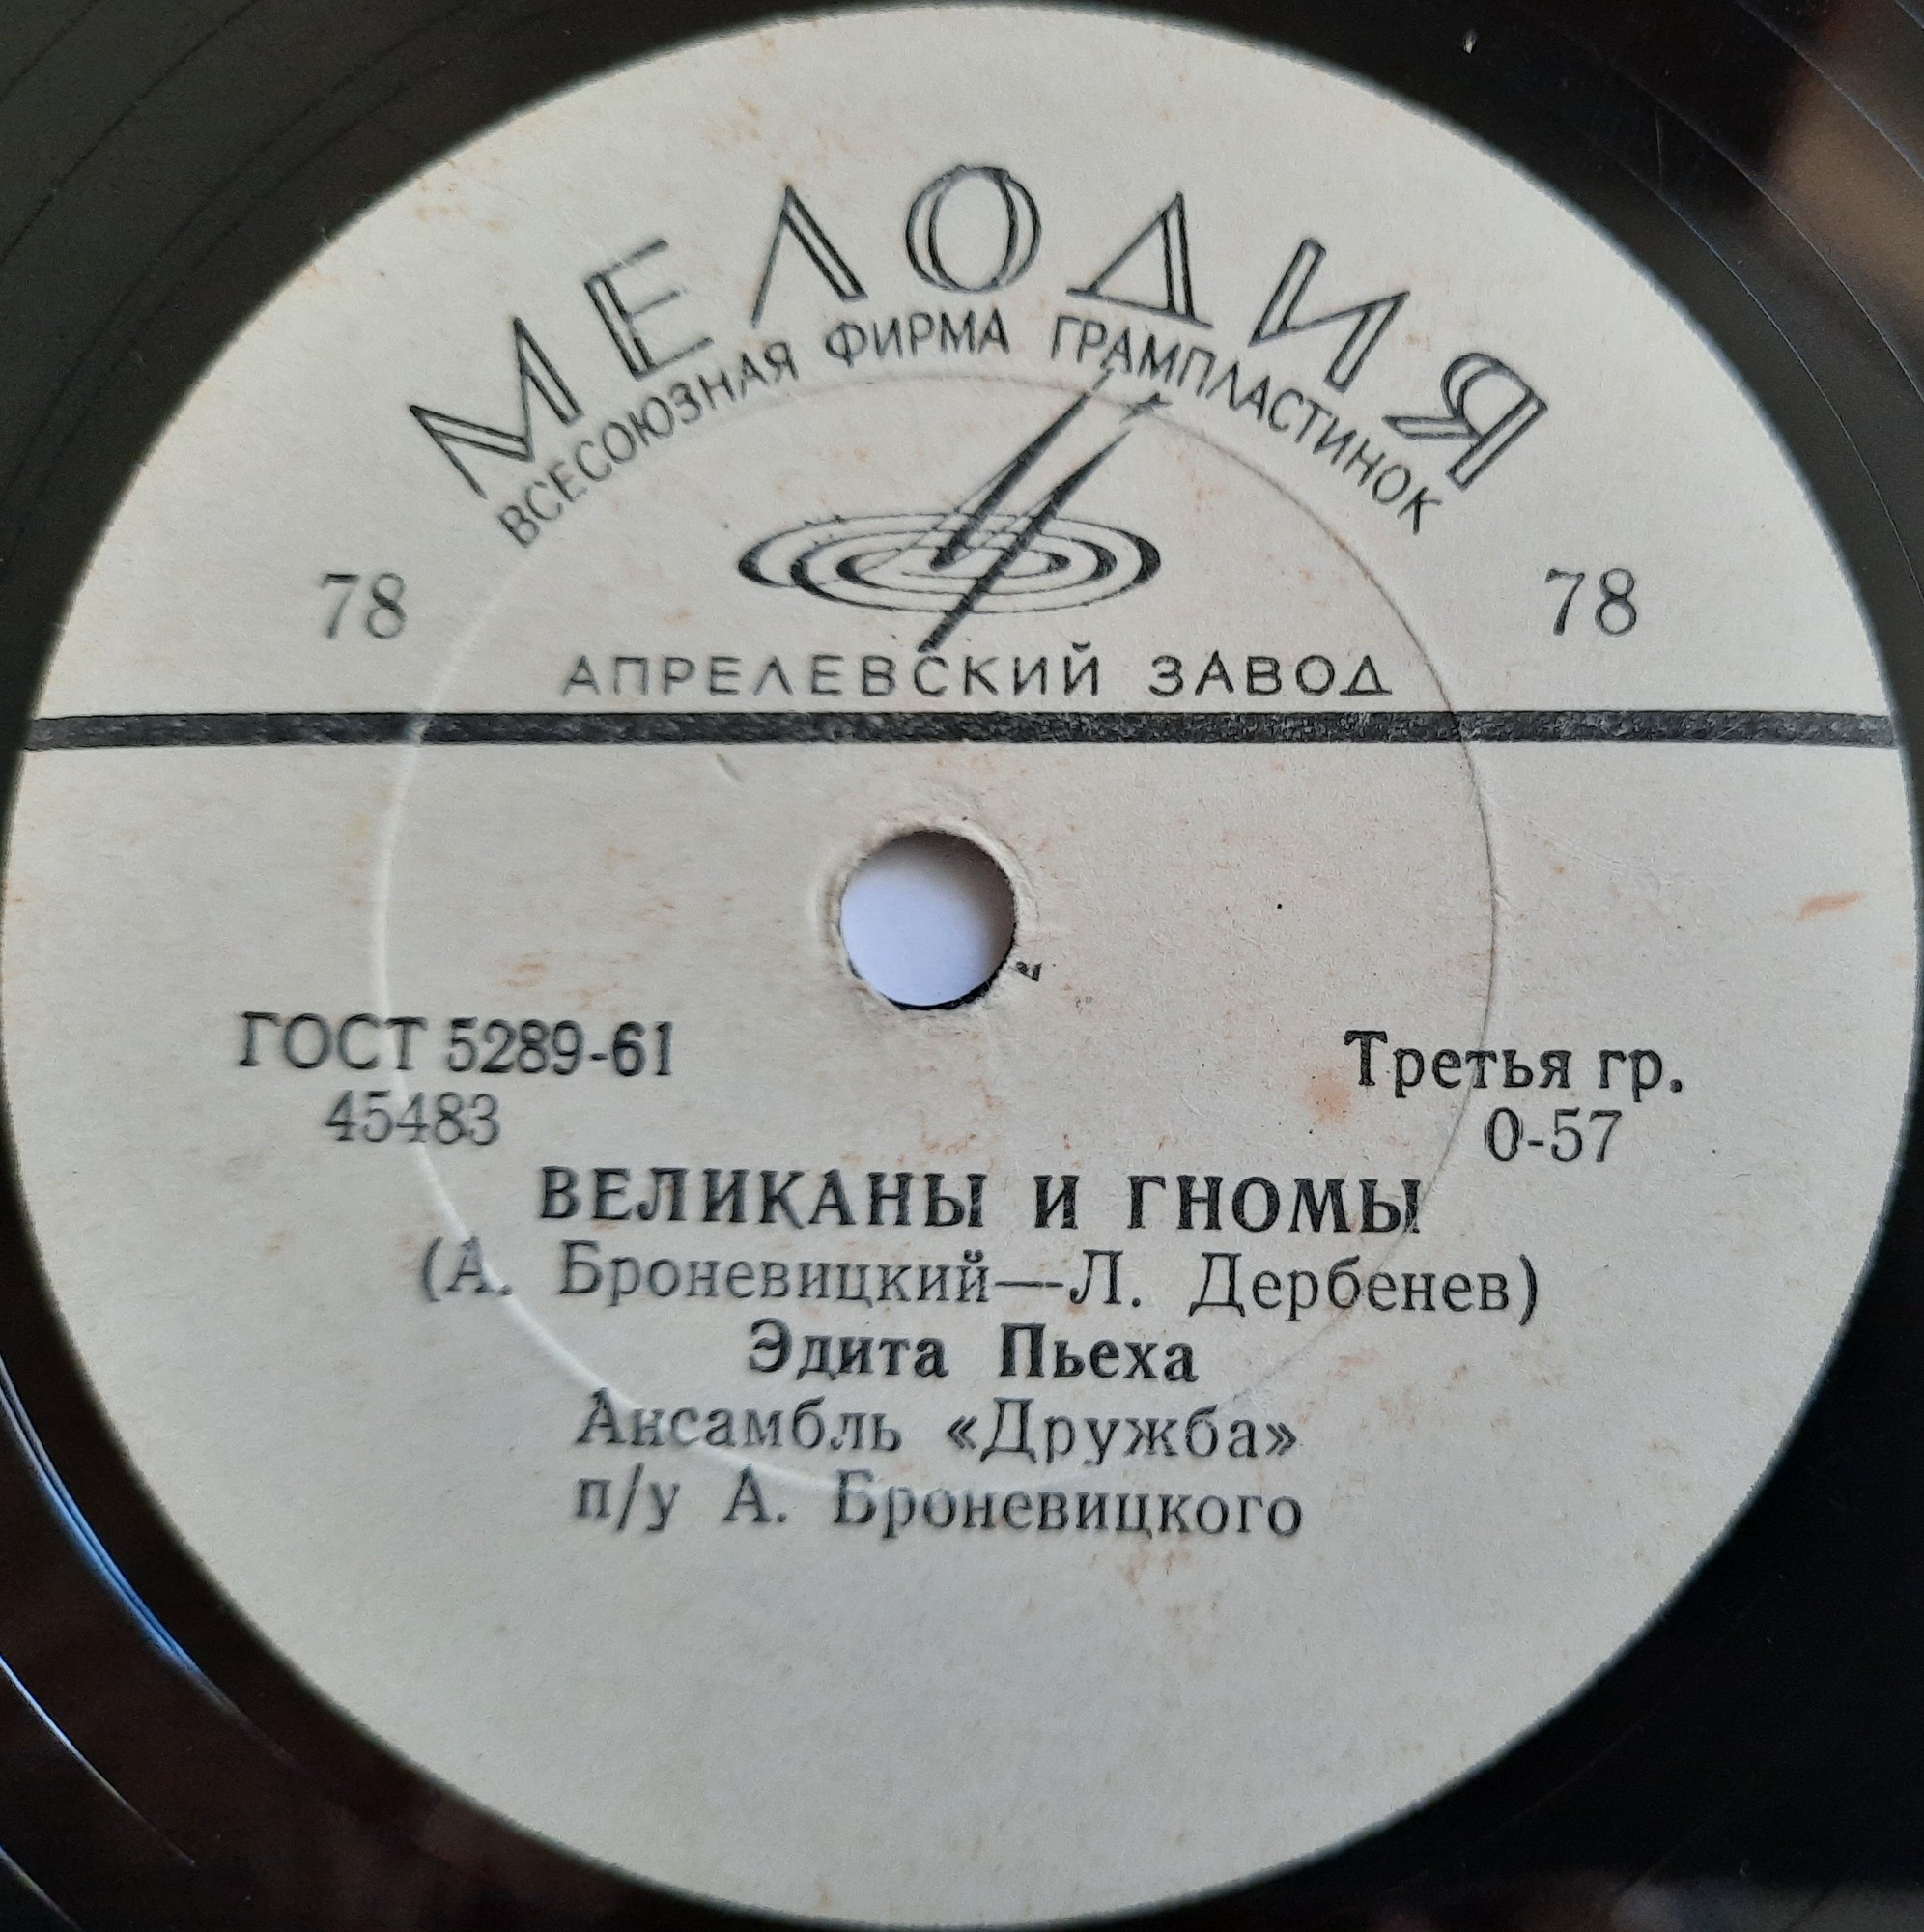 МЕЛОДИЯ
ВСЕСОЮЗНАЯ ФИРМА ГРАМПЛАСТИНОК
78 78
АПРЕЛЕВСКИЙ ЗАВОД
ГОСТ 5289-61 Третья гр.
45483 0-57
ВЕЛИКАНЫ И ГНОМЫ
(А. Броневицкий—Л. Дербенев)
Эдита Пьеха
Ансамбль «Дружба»
п/у А. Броневицкого